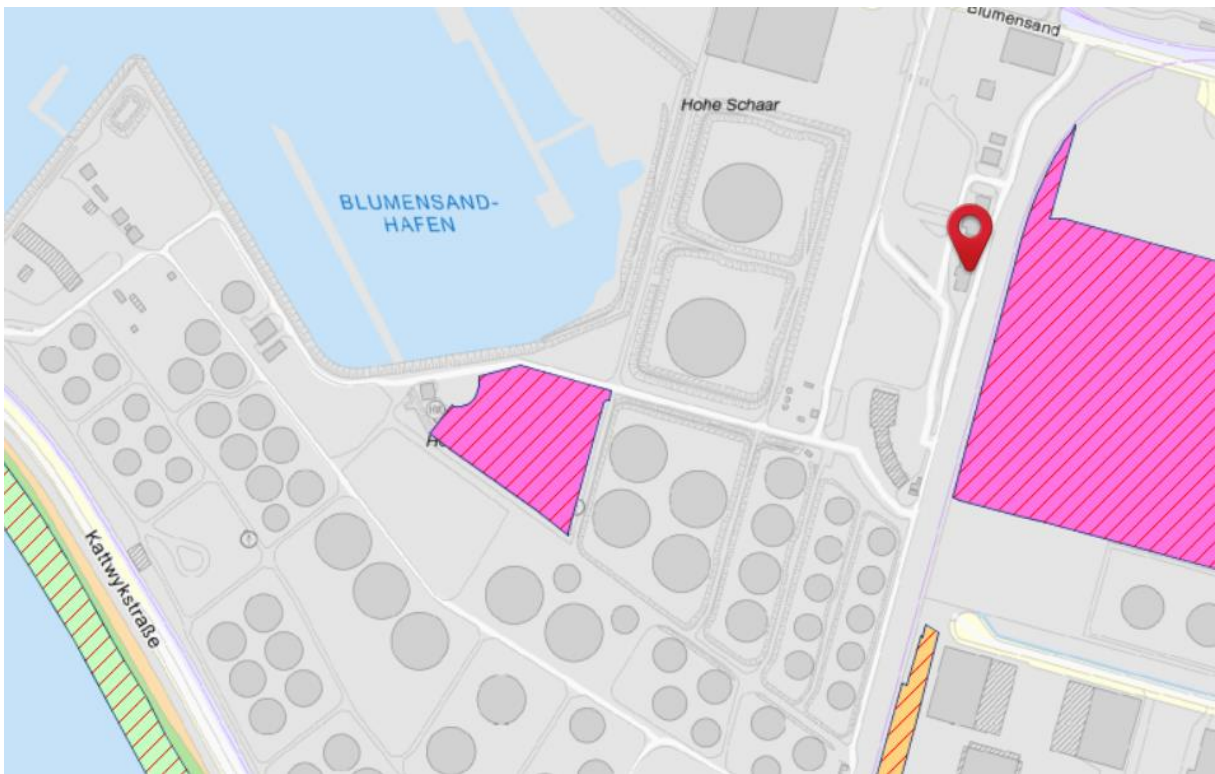 Blumensand
Hohe Schaar
BLUMENSAND-
HAFEN
Kattwykstraße